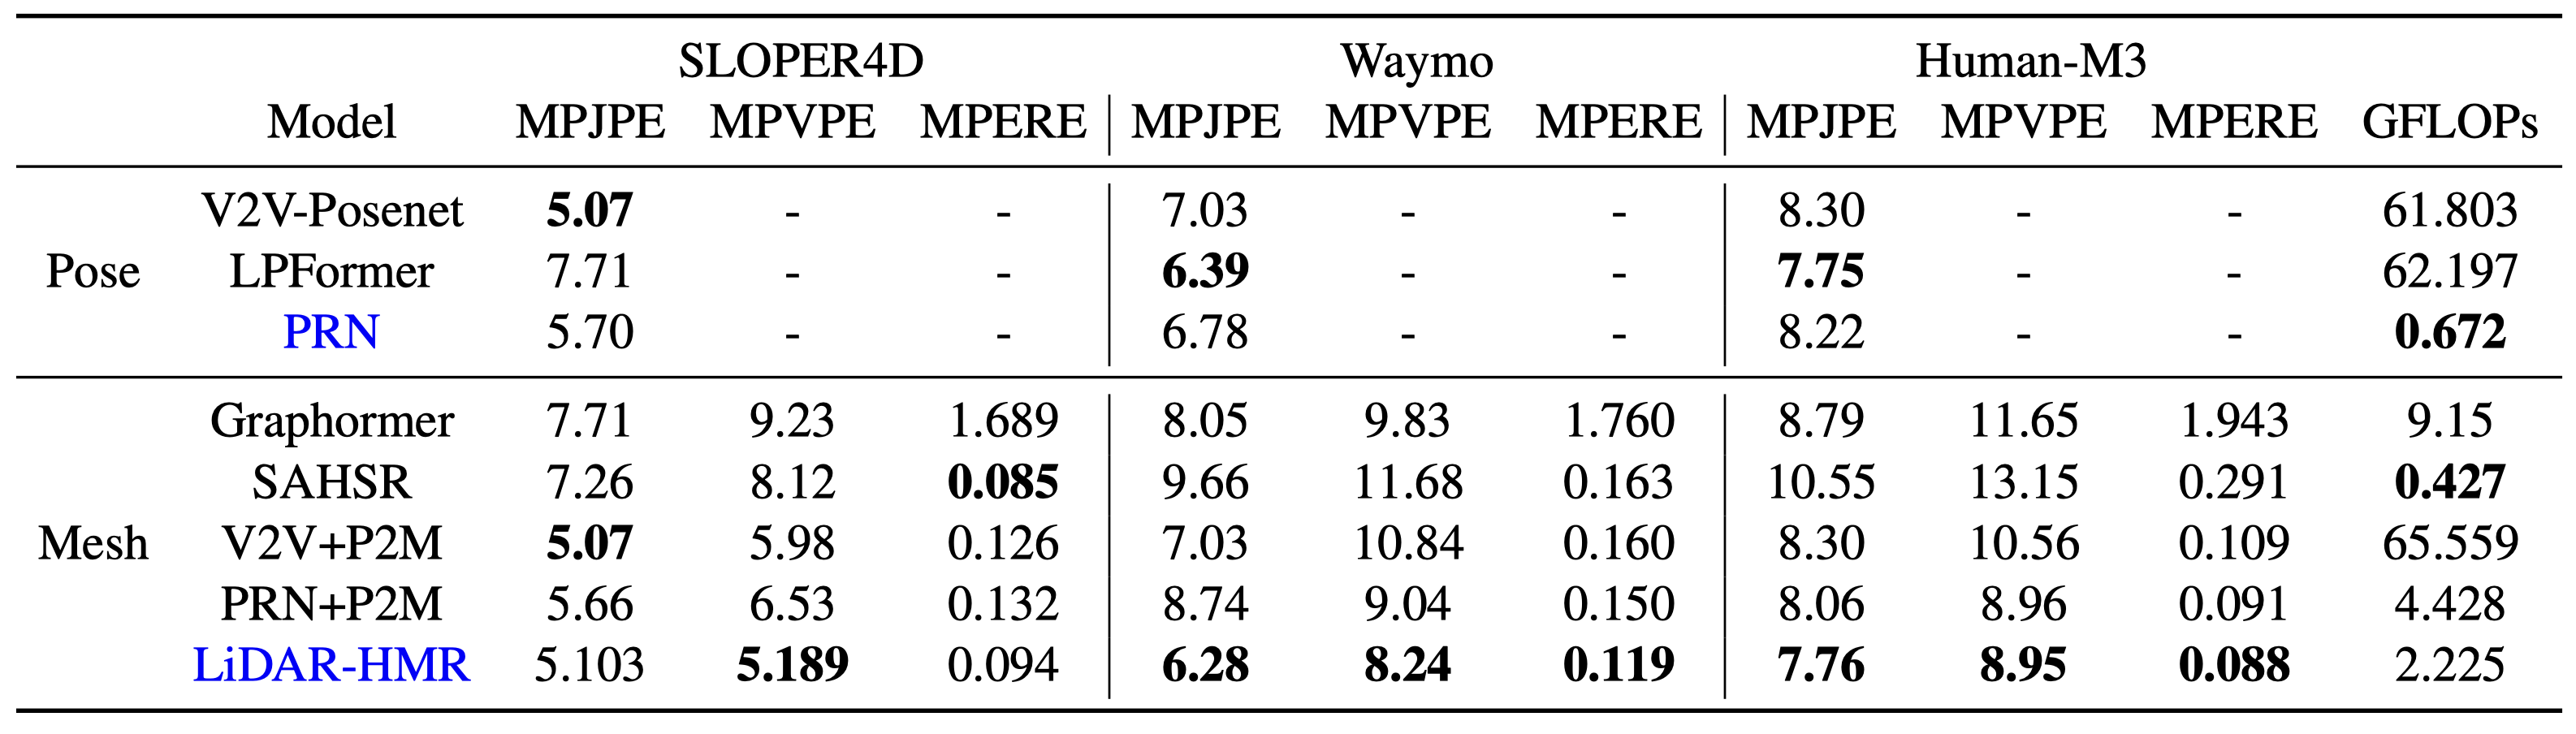 SLOPER4D Waymo Human-M3
Model MPJPE MPVPE MPERE MPJPE MPVPE MPERE MPJPE MPVPE MPERE GFLOPs
V2V-Posenet 5.07 - - 7.03 - - 8.30 - - 61.803
Pose LPFormer 7.71 - - 6.39 - - 7.75 - - 62.197
PRN 5.70 - - 6.78 - - 8.22 - - 0.672
Graphormer 7.71 9.23 1.689 8.05 9.83 1.760 8.79 11.65 1.943 9.15
SAHSR 7.26 8.12 0.085 9.66 11.68 0.163 10.55 13.15 0.291 0.427
Mesh V2V+P2M 5.07 5.98 0.126 7.03 10.84 0.160 8.30 10.56 0.109 65.559
PRN+P2M 5.66 6.53 0.132 8.74 9.04 0.150 8.06 8.96 0.091 4.428
LiDAR-HMR 5.103 5.189 0.094 6.28 8.24 0.119 7.76 8.95 0.088 2.225